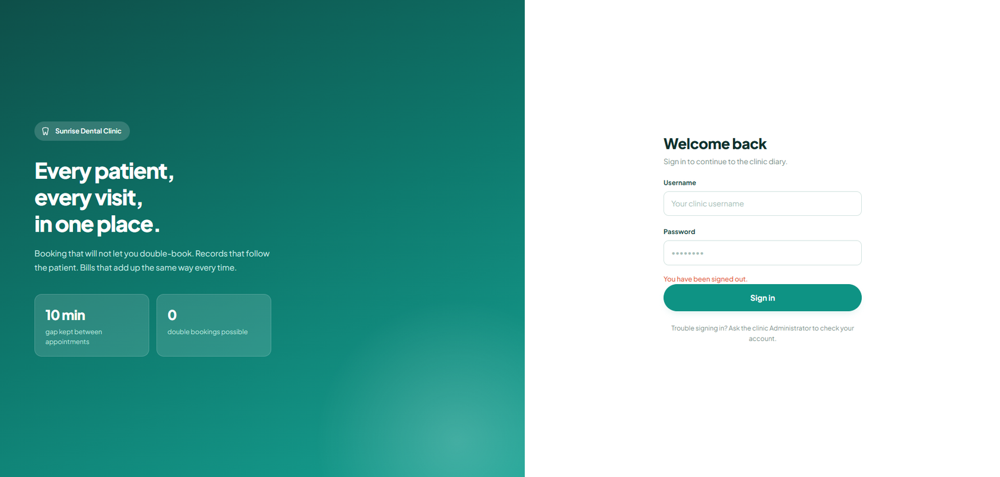 Sunrise Dental Clinic
Every patient,
every visit,
in one place.
Booking that will not let you double-book. Records that follow
the patient. Bills that add up the same way every time.
10 min
gap kept between
appointments
0
double bookings possible
Welcome back
Sign in to continue to the clinic diary.
Username
Your clinic username
Password
••••••••
You have been signed out.
Sign in
Trouble signing in? Ask the clinic Administrator to check your
account.